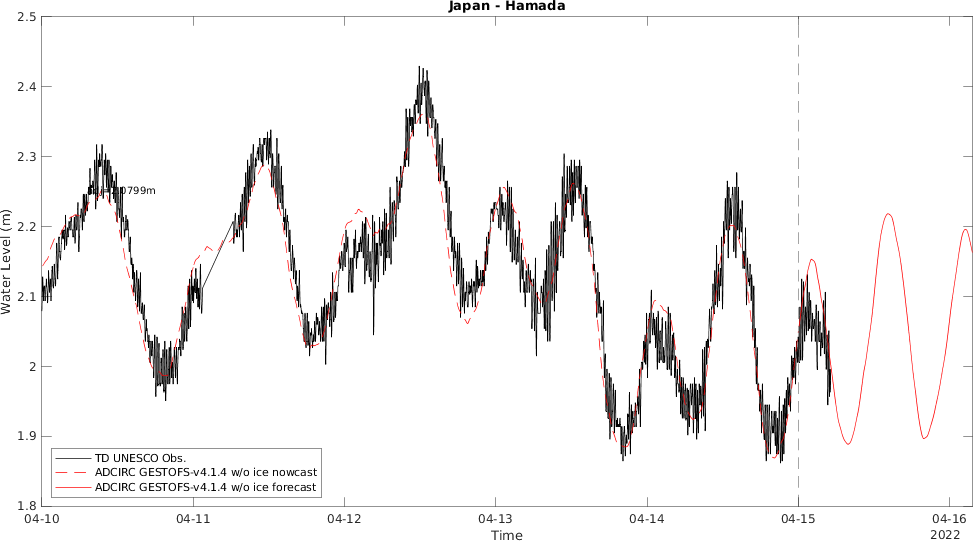 Japan - Hamada
2.5
2.4
2.3
2.2
2.1
2
1.9
1.8
Water Level (m)
TD UNESCO Obs.
ADCIRC GESTOFS-v4.1.4 w/o ice nowcast
ADCIRC GESTOFS-v4.1.4 w/o ice forecast
04-10
04-11
04-12
04-13
04-14
04-15
04-16
Time
2022